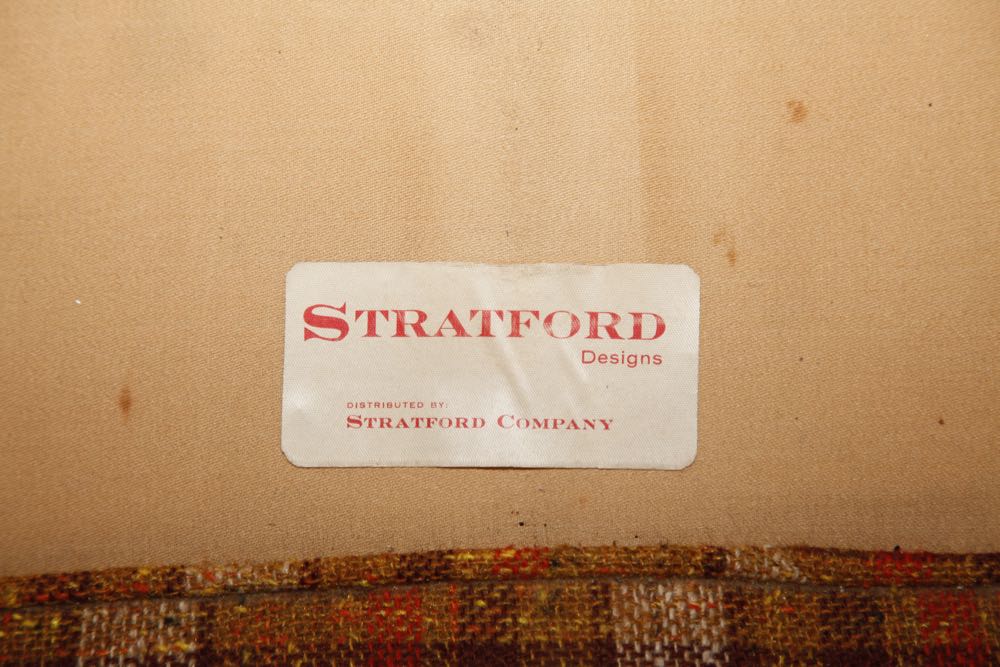 STRATFORD
Designs
DISTRIBUTED BY:
STRATFORD COMPANY